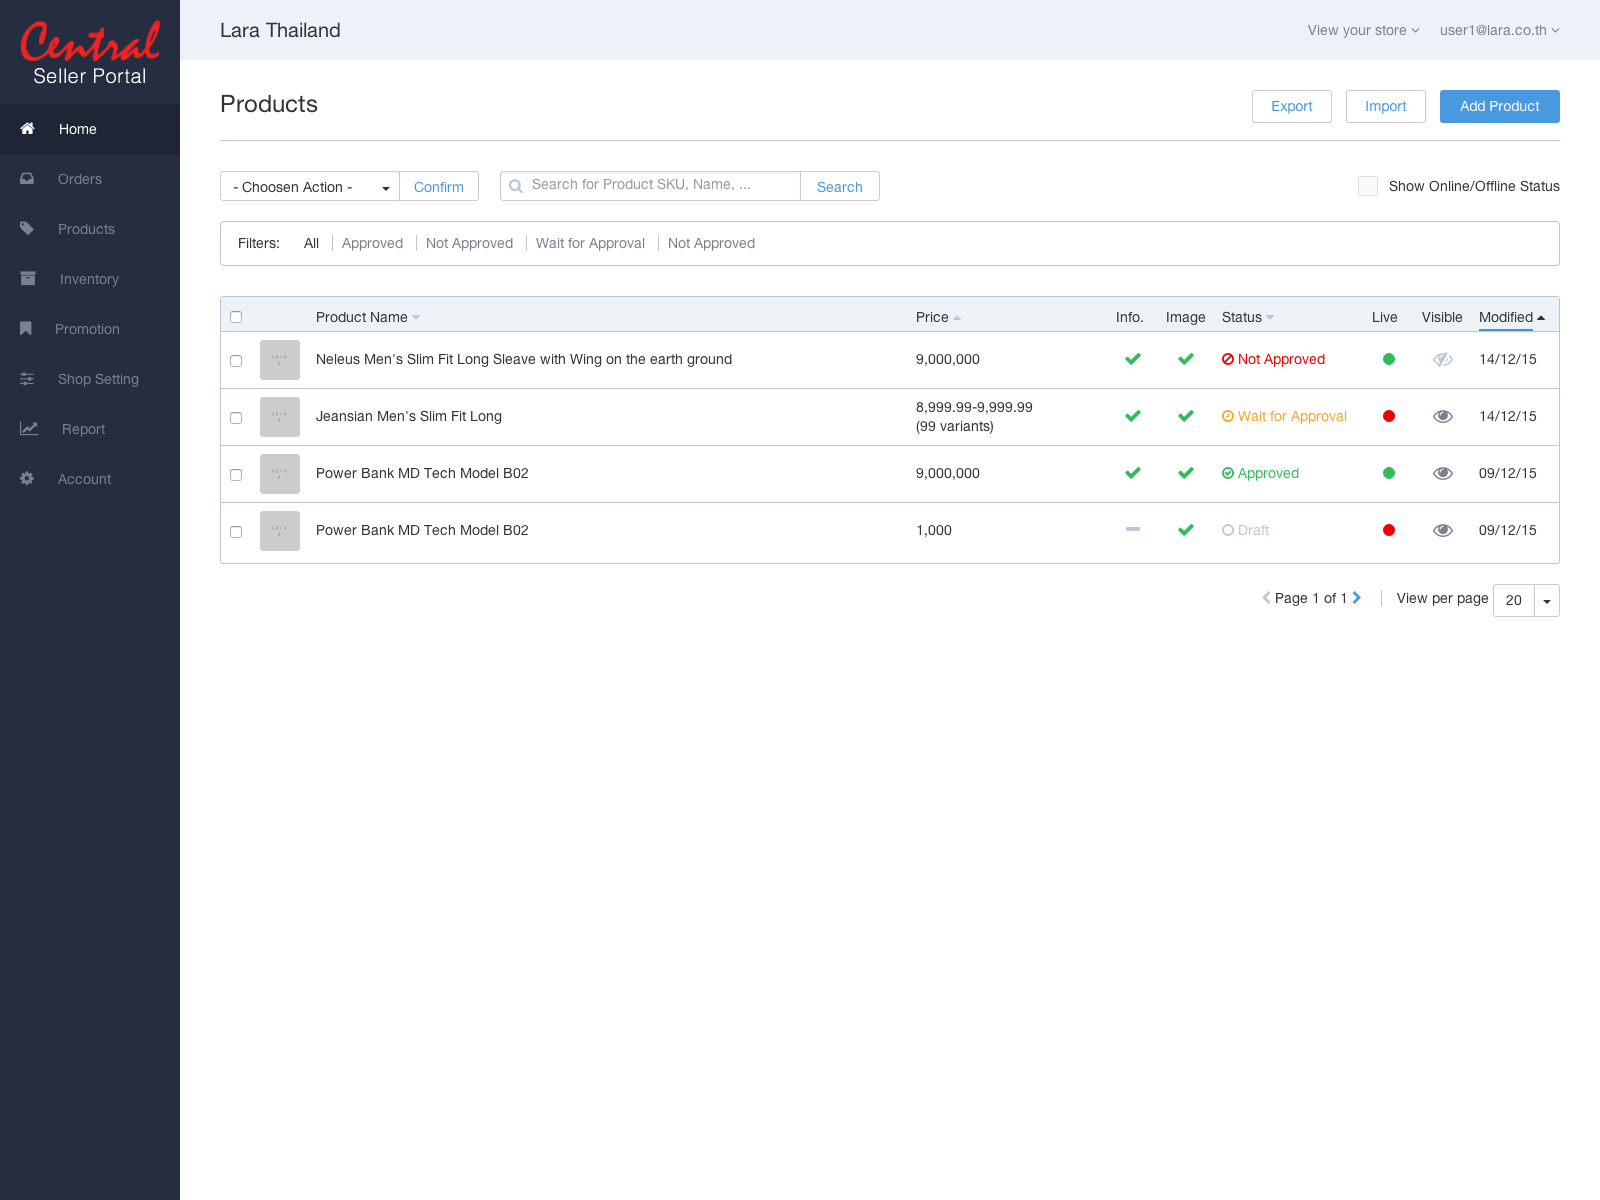 Central
Seller Portal
Home
Orders
Products
Inventory
Promotion
Shop Setting
Report
Account
Lara Thailand
View your store
user1@lara.co.th
Products
Export
Import
Add Product
- Choosen Action -
Confirm
Search for Product SKU, Name, ...
Search
Show Online/Offline Status
Filters: All Approved Not Approved Wait for Approval Not Approved
Product Name Price Info. Image Status Live Visible Modified
Neleus Men's Slim Fit Long Sleave with Wing on the earth ground 9,000,000 Not Approved 14/12/15
Jeansian Men's Slim Fit Long 8,999.99-9,999.99 Wait for Approval 14/12/15
(99 variants)
Power Bank MD Tech Model B02 9,000,000 Approved 09/12/15
Power Bank MD Tech Model B02 1,000 Draft 09/12/15
Page 1 of 1 View per page 20